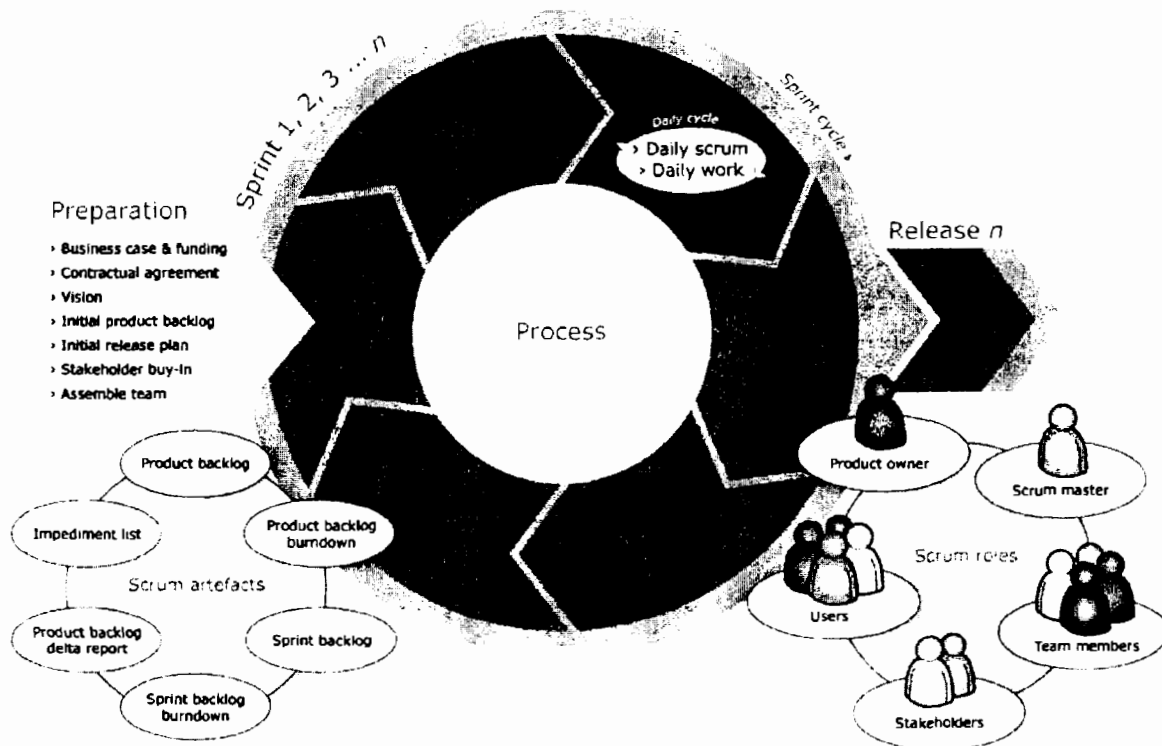 Sprint 1, 2, 3 ... n
Sprint cycle ›
Daily cycle
› Daily scrum
› Daily work
Preparation
› Business case & funding
› Contractual agreement
› Vision
› Initial product backlog
› Initial release plan
› Stakeholder buy-in
› Assemble team
Process
Release n
Product backlog
Impediment list
Product backlog
burndown
Scrum artefacts
Product backlog
delta report
Sprint backlog
Sprint backlog
burndown
Product owner
Scrum master
Scrum roles
Users
Team members
Stakeholders